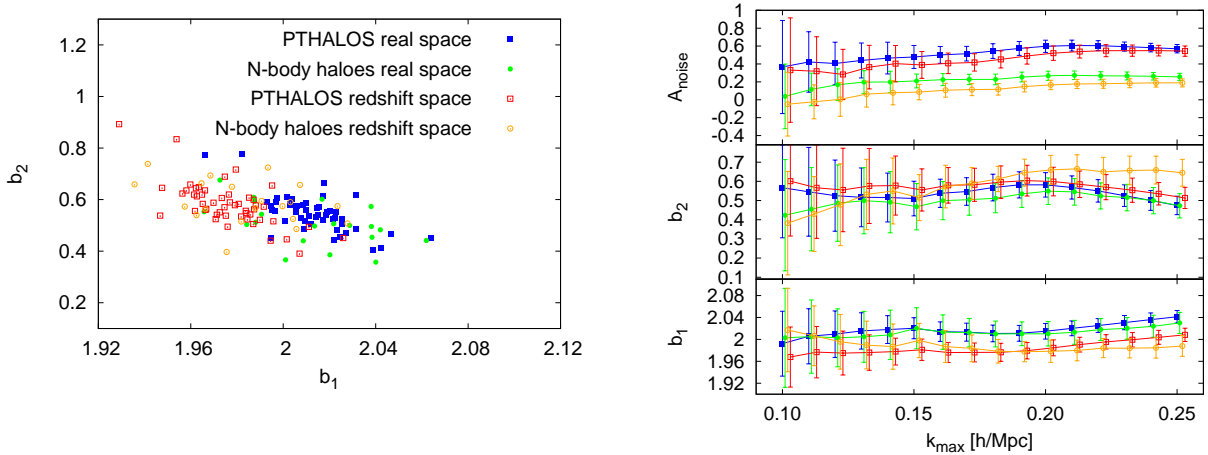 1.2
1
0.8
0.6
0.4
0.2
b2
PTHALOS real space
N-body haloes real space
PTHALOS redshift space
N-body haloes redshift space
1.92 1.96 2 2.04 2.08 2.12
b1
1
0.8
0.6
0.4
0.2
0
-0.2
-0.4
Anoise
0.7
0.6
0.5
0.4
0.3
0.2
0.1
b2
2.08
2.04
2
1.96
1.92
b1
0.10 0.15 0.20 0.25
kmax [h/Mpc]